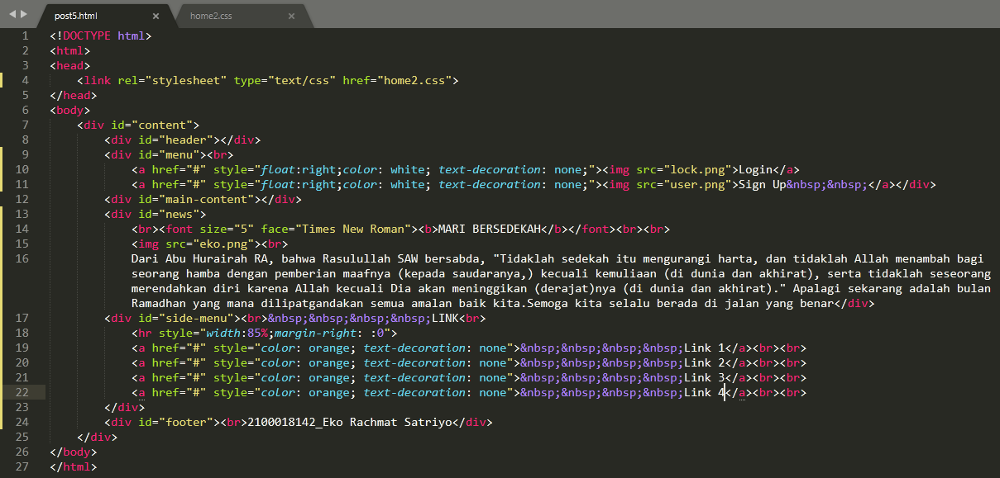 post5.html × home2.css ×
1 <!DOCTYPE html>
2 <html>
3 <head>
4 <link rel="stylesheet" type="text/css" href="home2.css">
5 </head>
6 <body>
7 <div id="content">
8 <div id="header"></div>
9 <div id="menu"><br>
10 <a href="#" style="float:right;color: white; text-decoration: none;"><img src="lock.png">Login</a>
11 <a href="#" style="float:right;color: white; text-decoration: none;"><img src="user.png">Sign Up&nbsp;&nbsp;</a></div>
12 <div id="main-content"></div>
13 <div id="news">
14 <br><font size="5" face="Times New Roman"><b>MARI BERSEDEKAH</b></font><br><br>
15 <img src="eko.png"><br>
16 Dari Abu Hurairah RA, bahwa Rasulullah SAW bersabda, "Tidaklah sedekah itu mengurangi harta, dan tidaklah Allah menambah bagi
seorang hamba dengan pemberian maafnya (kepada saudaranya,) kecuali kemuliaan (di dunia dan akhirat), serta tidaklah seseorang
merendahkan diri karena Allah kecuali Dia akan meninggikan (derajat)nya (di dunia dan akhirat)." Apalagi sekarang adalah bulan
Ramadhan yang mana dilipatgandakan semua amalan baik kita.Semoga kita selalu berada di jalan yang benar</div>
17 <div id="side-menu"><br>&nbsp;&nbsp;&nbsp;&nbsp;LINK<br>
18 <hr style="width:85%;margin-right: :0">
19 <a href="#" style="color: orange; text-decoration: none">&nbsp;&nbsp;&nbsp;&nbsp;Link 1</a><br><br>
20 <a href="#" style="color: orange; text-decoration: none">&nbsp;&nbsp;&nbsp;&nbsp;Link 2</a><br><br>
21 <a href="#" style="color: orange; text-decoration: none">&nbsp;&nbsp;&nbsp;&nbsp;Link 3</a><br><br>
22 <a href="#" style="color: orange; text-decoration: none">&nbsp;&nbsp;&nbsp;&nbsp;Link 4</a><br><br>
23 </div>
24 <div id="footer"><br>2100018142_Eko Rachmat Satriyo</div>
25 </div>
26 </body>
27 </html>